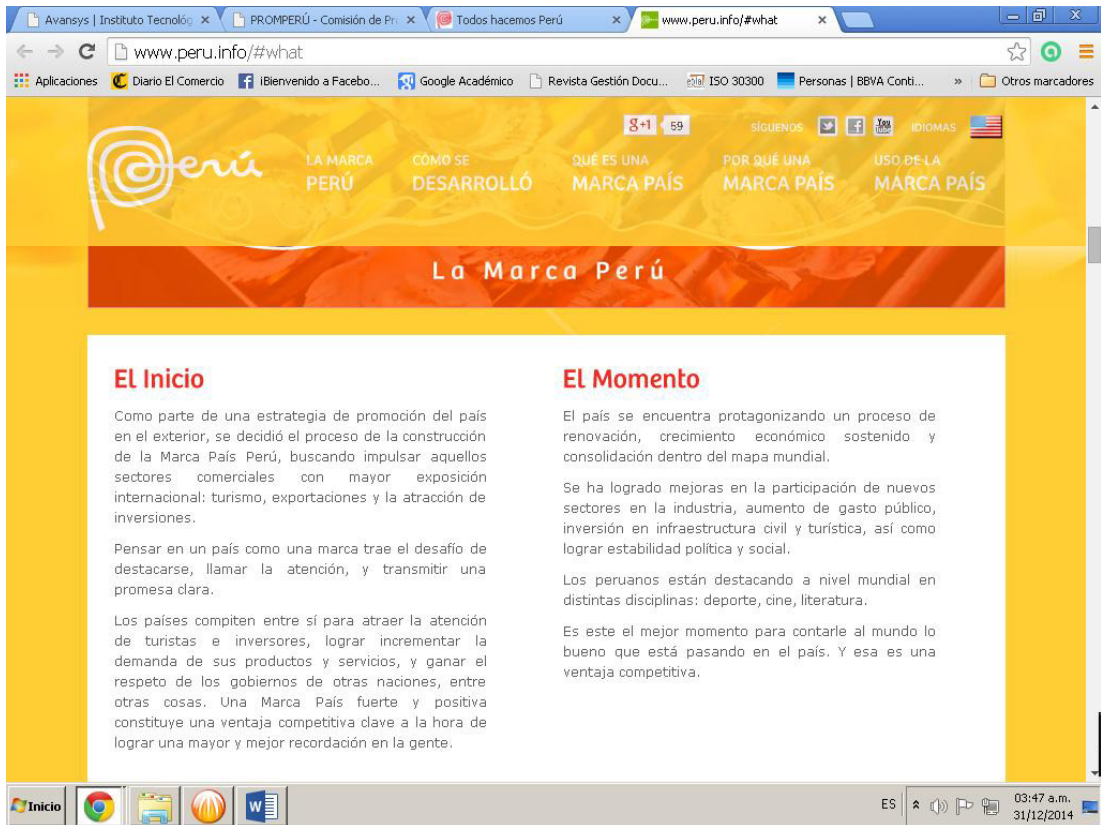 Avansys | Instituto Tecnológ
PROMPERÚ - Comisión de Pr
Todos hacemos Perú
www.peru.info/#what
www.peru.info/#what
Aplicaciones
Diario El Comercio
iBienvenido a Facebo...
Google Académico
Revista Gestión Docu...
ISO 30300
Personas | BBVA Conti...
»
Otros marcadores
g+1 59
SÍGUENOS
You Tube
IDIOMAS
Perú
LA MARCA
PERÚ
CÓMO SE
DESARROLLÓ
QUÉ ES UNA
MARCA PAÍS
POR QUÉ UNA
MARCA PAÍS
USO DE LA
MARCA PAÍS
La Marca Perú
El Inicio
Como parte de una estrategia de promoción del país
en el exterior, se decidió el proceso de la construcción
de la Marca País Perú, buscando impulsar aquellos
sectores comerciales con mayor exposición
internacional: turismo, exportaciones y la atracción de
inversiones.
Pensar en un país como una marca trae el desafío de
destacarse, llamar la atención, y transmitir una
promesa clara.
Los países compiten entre sí para atraer la atención
de turistas e inversores, lograr incrementar la
demanda de sus productos y servicios, y ganar el
respeto de los gobiernos de otras naciones, entre
otras cosas. Una Marca País fuerte y positiva
constituye una ventaja competitiva clave a la hora de
lograr una mayor y mejor recordación en la gente.
El Momento
El país se encuentra protagonizando un proceso de
renovación, crecimiento económico sostenido y
consolidación dentro del mapa mundial.
Se ha logrado mejoras en la participación de nuevos
sectores en la industria, aumento de gasto público,
inversión en infraestructura civil y turística, así como
lograr estabilidad política y social.
Los peruanos están destacando a nivel mundial en
distintas disciplinas: deporte, cine, literatura.
Es este el mejor momento para contarle al mundo lo
bueno que está pasando en el país. Y esa es una
ventaja competitiva.
Inicio
ES
03:47 a.m.
31/12/2014